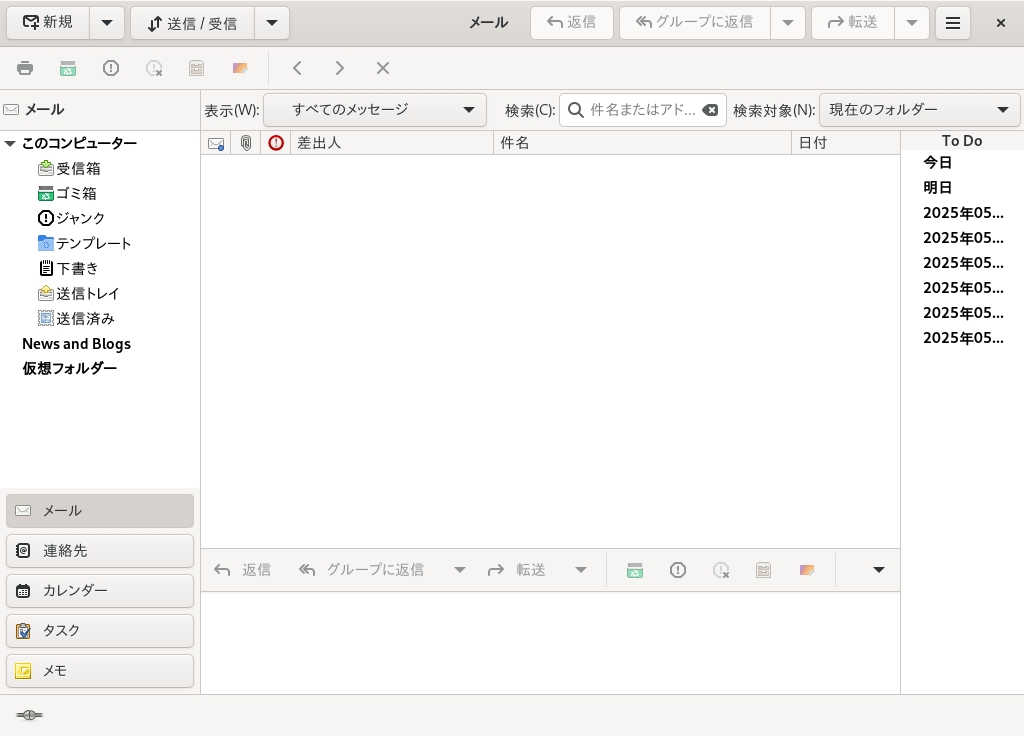 新規
送信 / 受信
メール
返信
グループに返信
転送
メール
表示(W):
すべてのメッセージ
検索(C):
件名またはアド…
検索対象(N):
現在のフォルダー
このコンピューター
受信箱
ゴミ箱
ジャンク
テンプレート
下書き
送信トレイ
送信済み
News and Blogs
仮想フォルダー
差出人
件名
日付
To Do
今日
明日
2025年05…
2025年05…
2025年05…
2025年05…
2025年05…
2025年05…
メール
連絡先
カレンダー
タスク
メモ
返信
グループに返信
転送